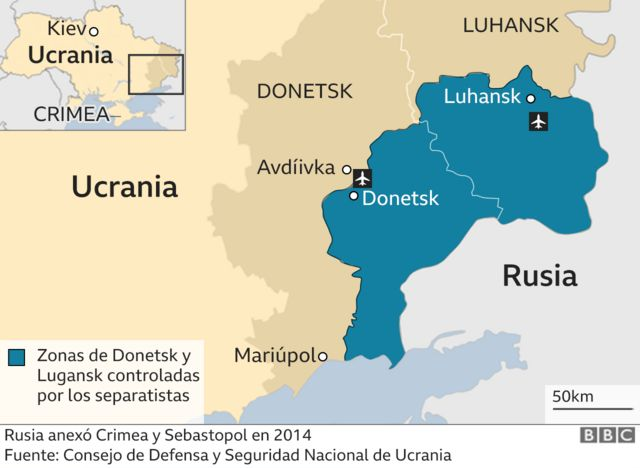 Kiev
Ucrania
CRIMEA
LUHANSK
DONETSK
Luhansk
Avdíivka
Donetsk
Ucrania
Rusia
Mariúpol
Zonas de Donetsk y
Lugansk controladas
por los separatistas
50km
Rusia anexó Crimea y Sebastopol en 2014
Fuente: Consejo de Defensa y Seguridad Nacional de Ucrania
BBC